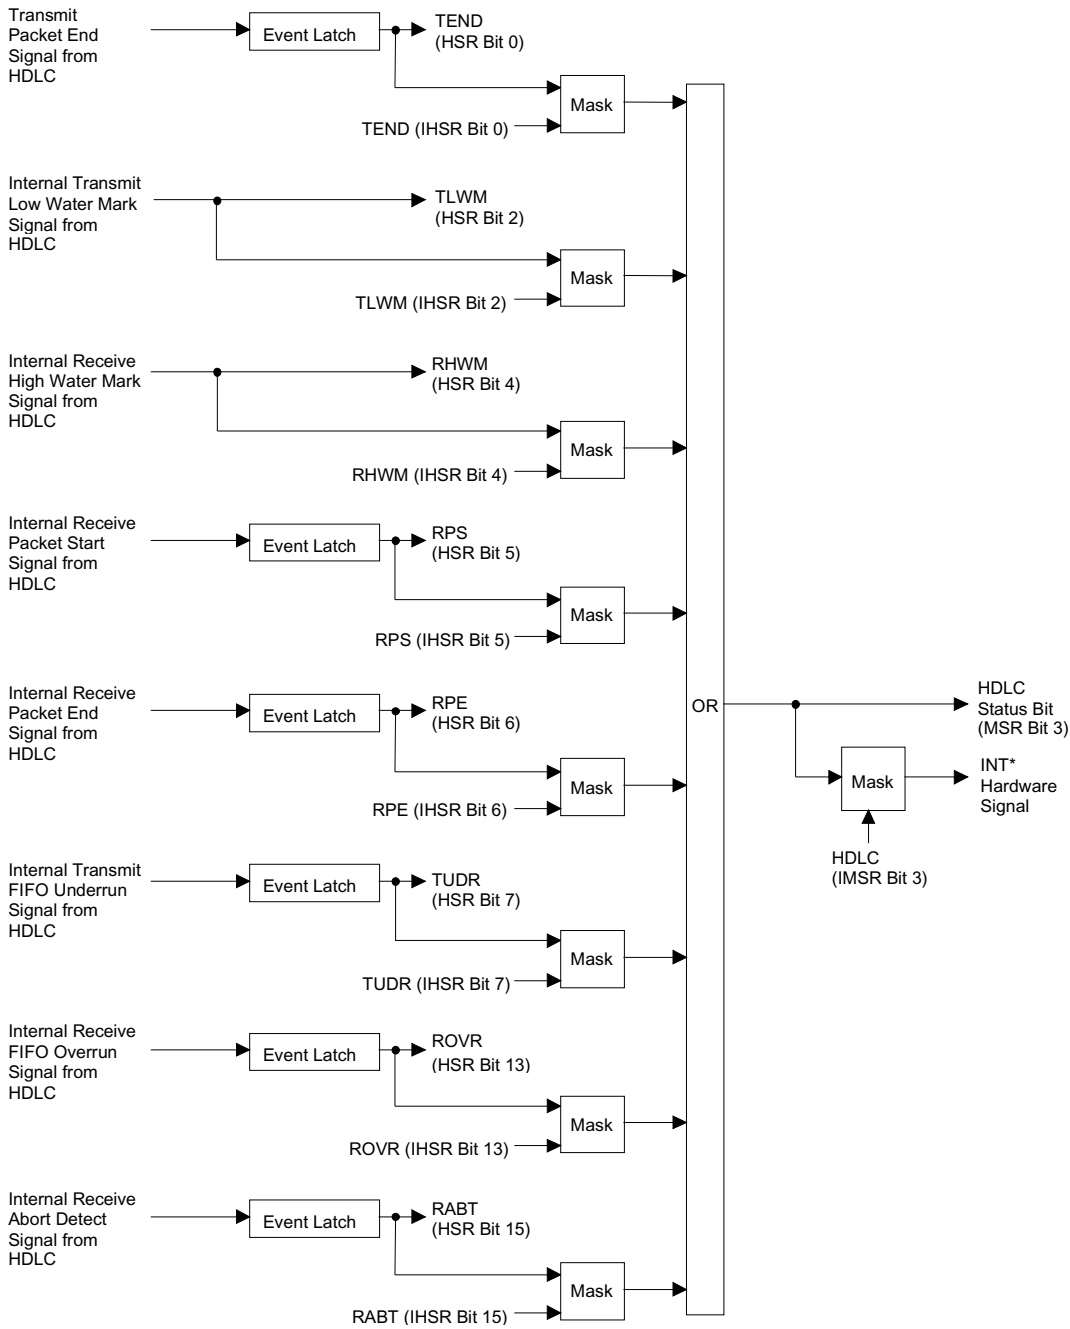 Transmit
Packet End
Signal from
HDLC
Event Latch
TEND
(HSR Bit 0)
Mask
TEND (IHSR Bit 0)
Internal Transmit
Low Water Mark
Signal from
HDLC
TLWM
(HSR Bit 2)
Mask
TLWM (IHSR Bit 2)
Internal Receive
High Water Mark
Signal from
HDLC
RHWM
(HSR Bit 4)
Mask
RHWM (IHSR Bit 4)
Internal Receive
Packet Start
Signal from
HDLC
Event Latch
RPS
(HSR Bit 5)
Mask
RPS (IHSR Bit 5)
Internal Receive
Packet End
Signal from
HDLC
Event Latch
RPE
(HSR Bit 6)
Mask
RPE (IHSR Bit 6)
OR
HDLC
Status Bit
(MSR Bit 3)
Mask
INT*
Hardware
Signal
HDLC
(IMSR Bit 3)
Internal Transmit
FIFO Underrun
Signal from
HDLC
Event Latch
TUDR
(HSR Bit 7)
Mask
TUDR (IHSR Bit 7)
Internal Receive
FIFO Overrun
Signal from
HDLC
Event Latch
ROVR
(HSR Bit 13)
Mask
ROVR (IHSR Bit 13)
Internal Receive
Abort Detect
Signal from
HDLC
Event Latch
RABT
(HSR Bit 15)
Mask
RABT (IHSR Bit 15)